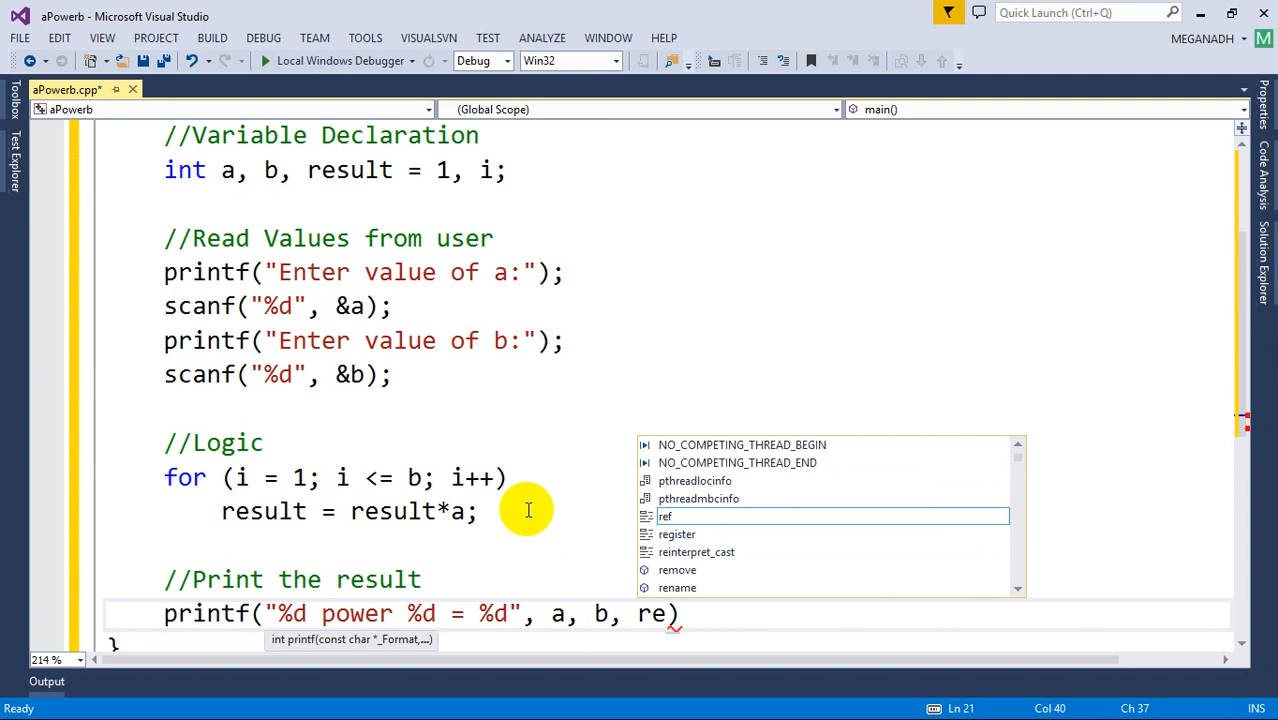 aPowerb - Microsoft Visual Studio
Quick Launch (Ctrl+Q)
FILE EDIT VIEW PROJECT BUILD DEBUG TEAM TOOLS VISUALSVN TEST ANALYZE WINDOW HELP
MEGANADH M
Local Windows Debugger Debug Win32
aPowerb.cpp*
aPowerb (Global Scope) main()
Toolbox
Test Explorer
Properties
Code Analysis
Solution Explorer
//Variable Declaration
int a, b, result = 1, i;
//Read Values from user
printf("Enter value of a:");
scanf("%d", &a);
printf("Enter value of b:");
scanf("%d", &b);
//Logic
for (i = 1; i <= b; i++)
result = result*a;
//Print the result
printf("%d power %d = %d", a, b, re)
}
NO_COMPETING_THREAD_BEGIN
NO_COMPETING_THREAD_END
pthreadlocinfo
pthreadmbcinfo
ref
register
reinterpret_cast
remove
rename
int printf(const char *_Format,...)
214 %
Output
Ready Ln 21 Col 40 Ch 37 INS